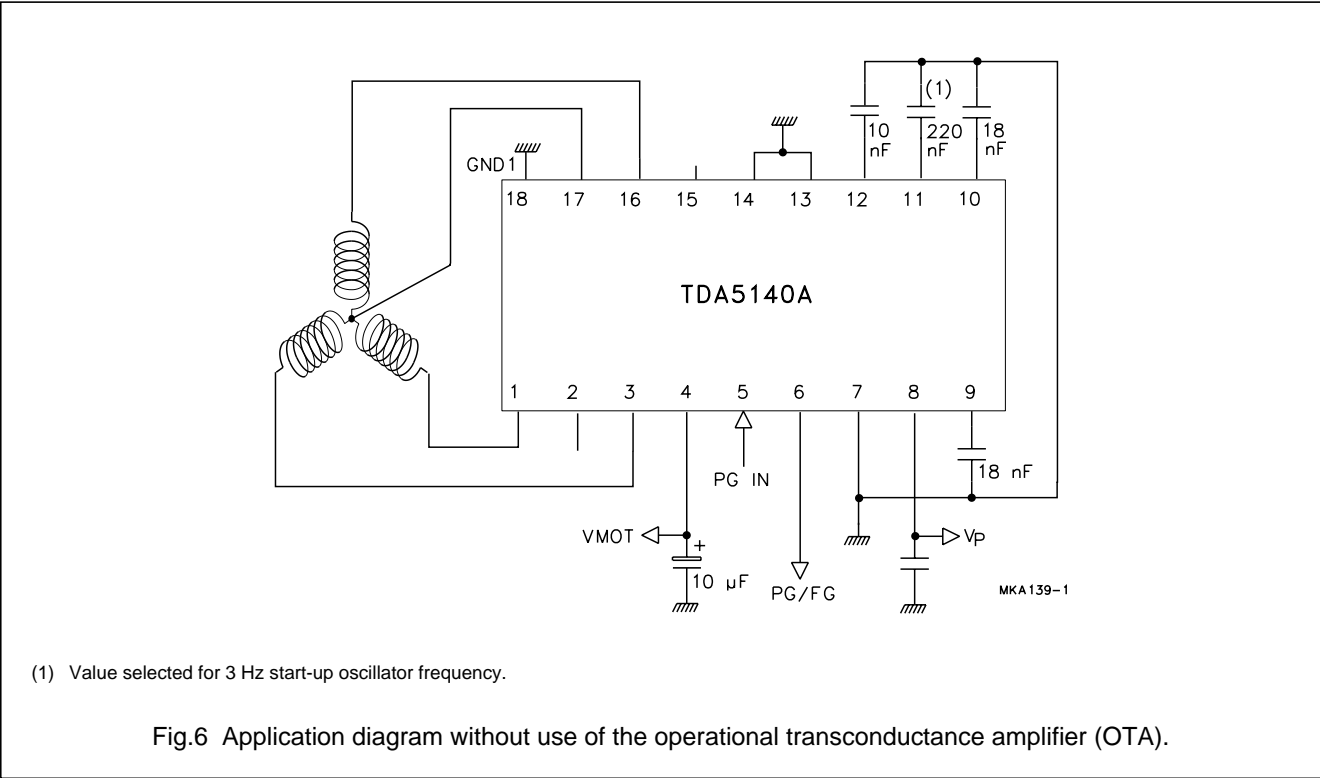 (1)
10 nF
220 nF
18 nF
GND1
18 17 16 15 14 13 12 11 10
TDA5140A
1 2 3 4 5 6 7 8 9
18 nF
PG IN
VMOT
+
10 µF
PG/FG
VP
MKA139-1
(1) Value selected for 3 Hz start-up oscillator frequency.
Fig.6 Application diagram without use of the operational transconductance amplifier (OTA).